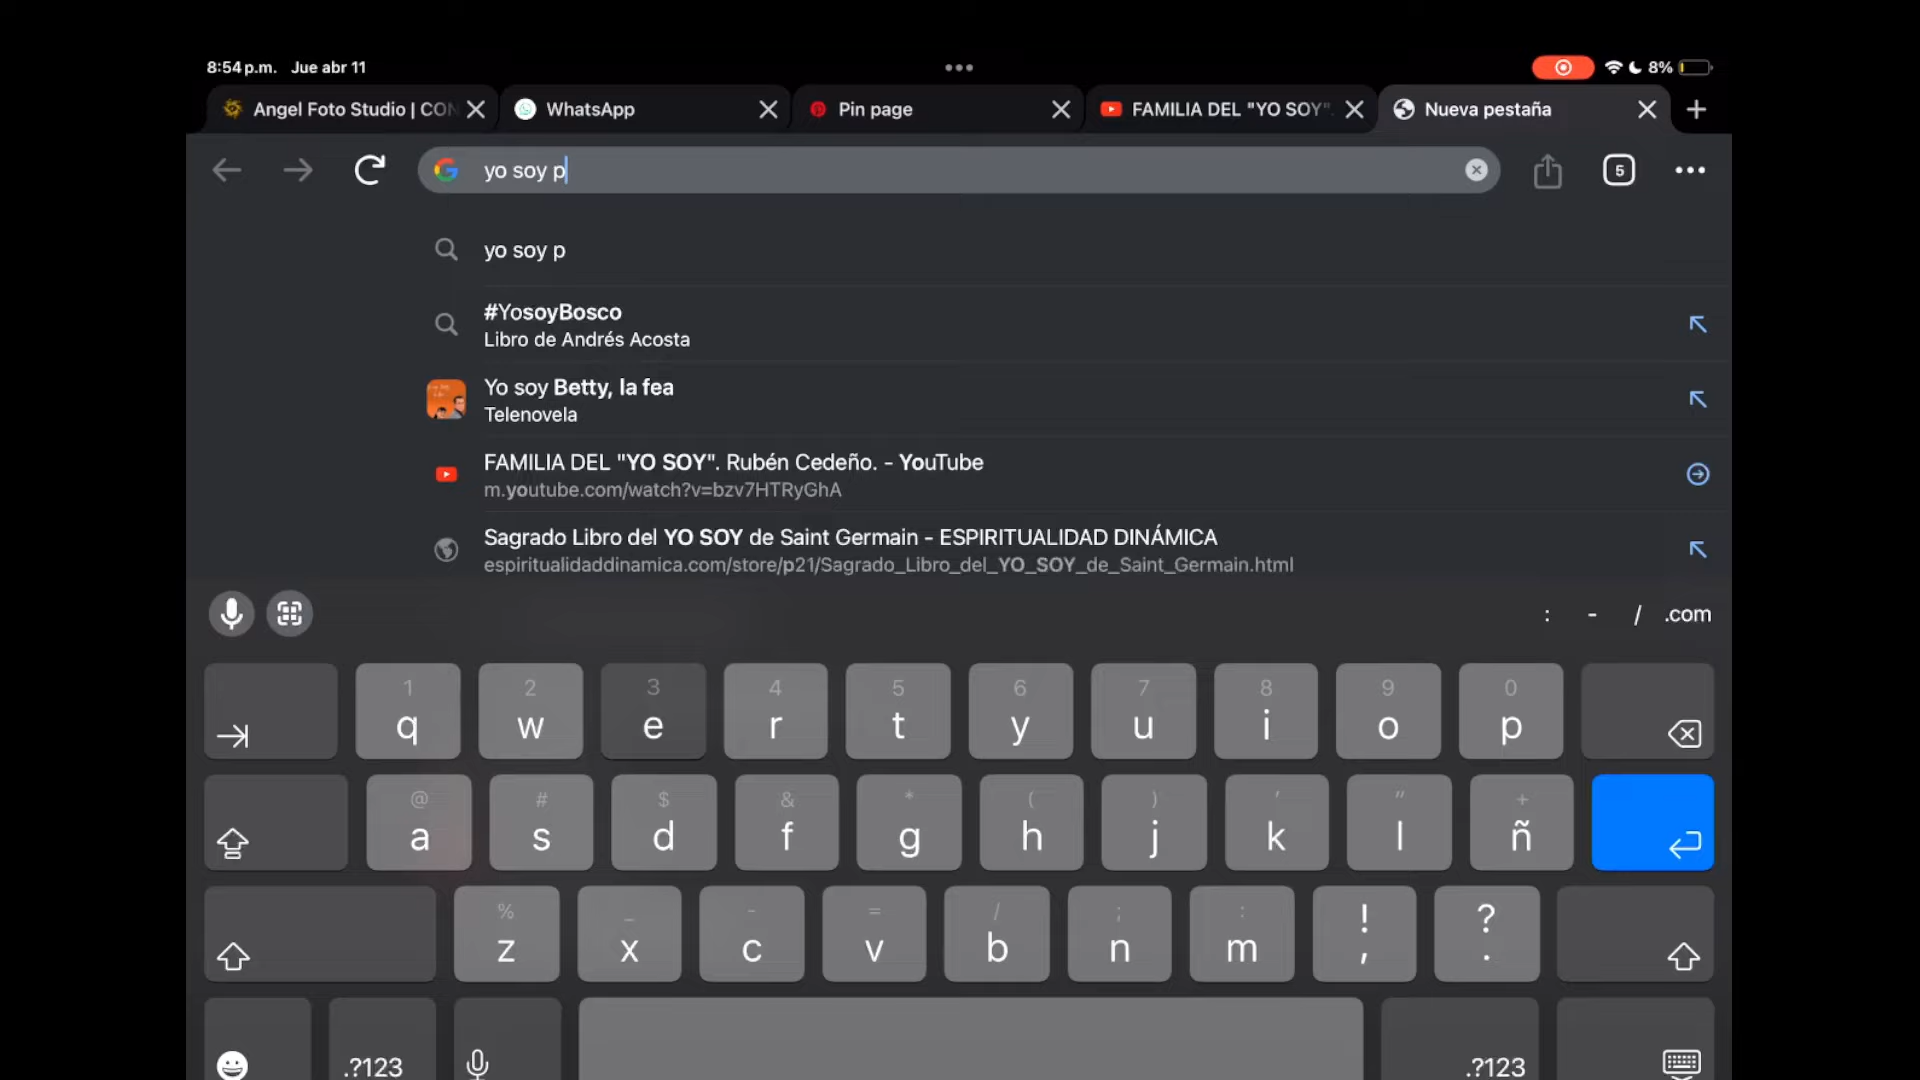 8:54 p.m. Jue abr 11
8%
Angel Foto Studio | CON
WhatsApp
Pin page
FAMILIA DEL "YO SOY".
Nueva pestaña
yo soy p
5
yo soy p
#YosoyBosco
Libro de Andrés Acosta
Yo soy Betty, la fea
Telenovela
FAMILIA DEL "YO SOY". Rubén Cedeño. - YouTube
m.youtube.com/watch?v=bzv7HTRyGhA
Sagrado Libro del YO SOY de Saint Germain - ESPIRITUALIDAD DINÁMICA
espiritualidaddinamica.com/store/p21/Sagrado_Libro_del_YO_SOY_de_Saint_Germain.html
: - / .com
1 2 3 4 5 6 7 8 9 0
q w e r t y u i o p
@ # $ & * ( ) ' " +
a s d f g h j k l ñ
% _ - = / ; : ! ?
z x c v b n m , .
.?123 .?123